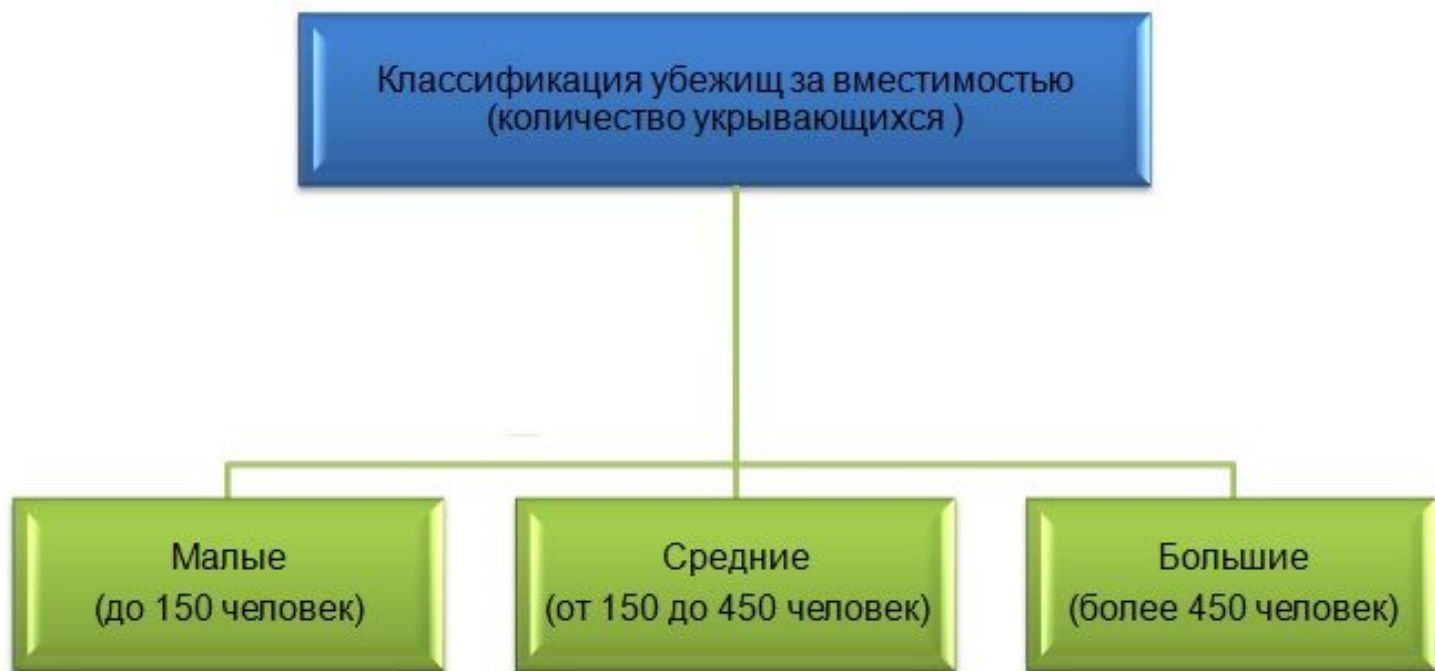 Классификация убежищ за вместимостью
(количество укрывающихся )
Малые
(до 150 человек)
Средние
(от 150 до 450 человек)
Большие
(более 450 человек)